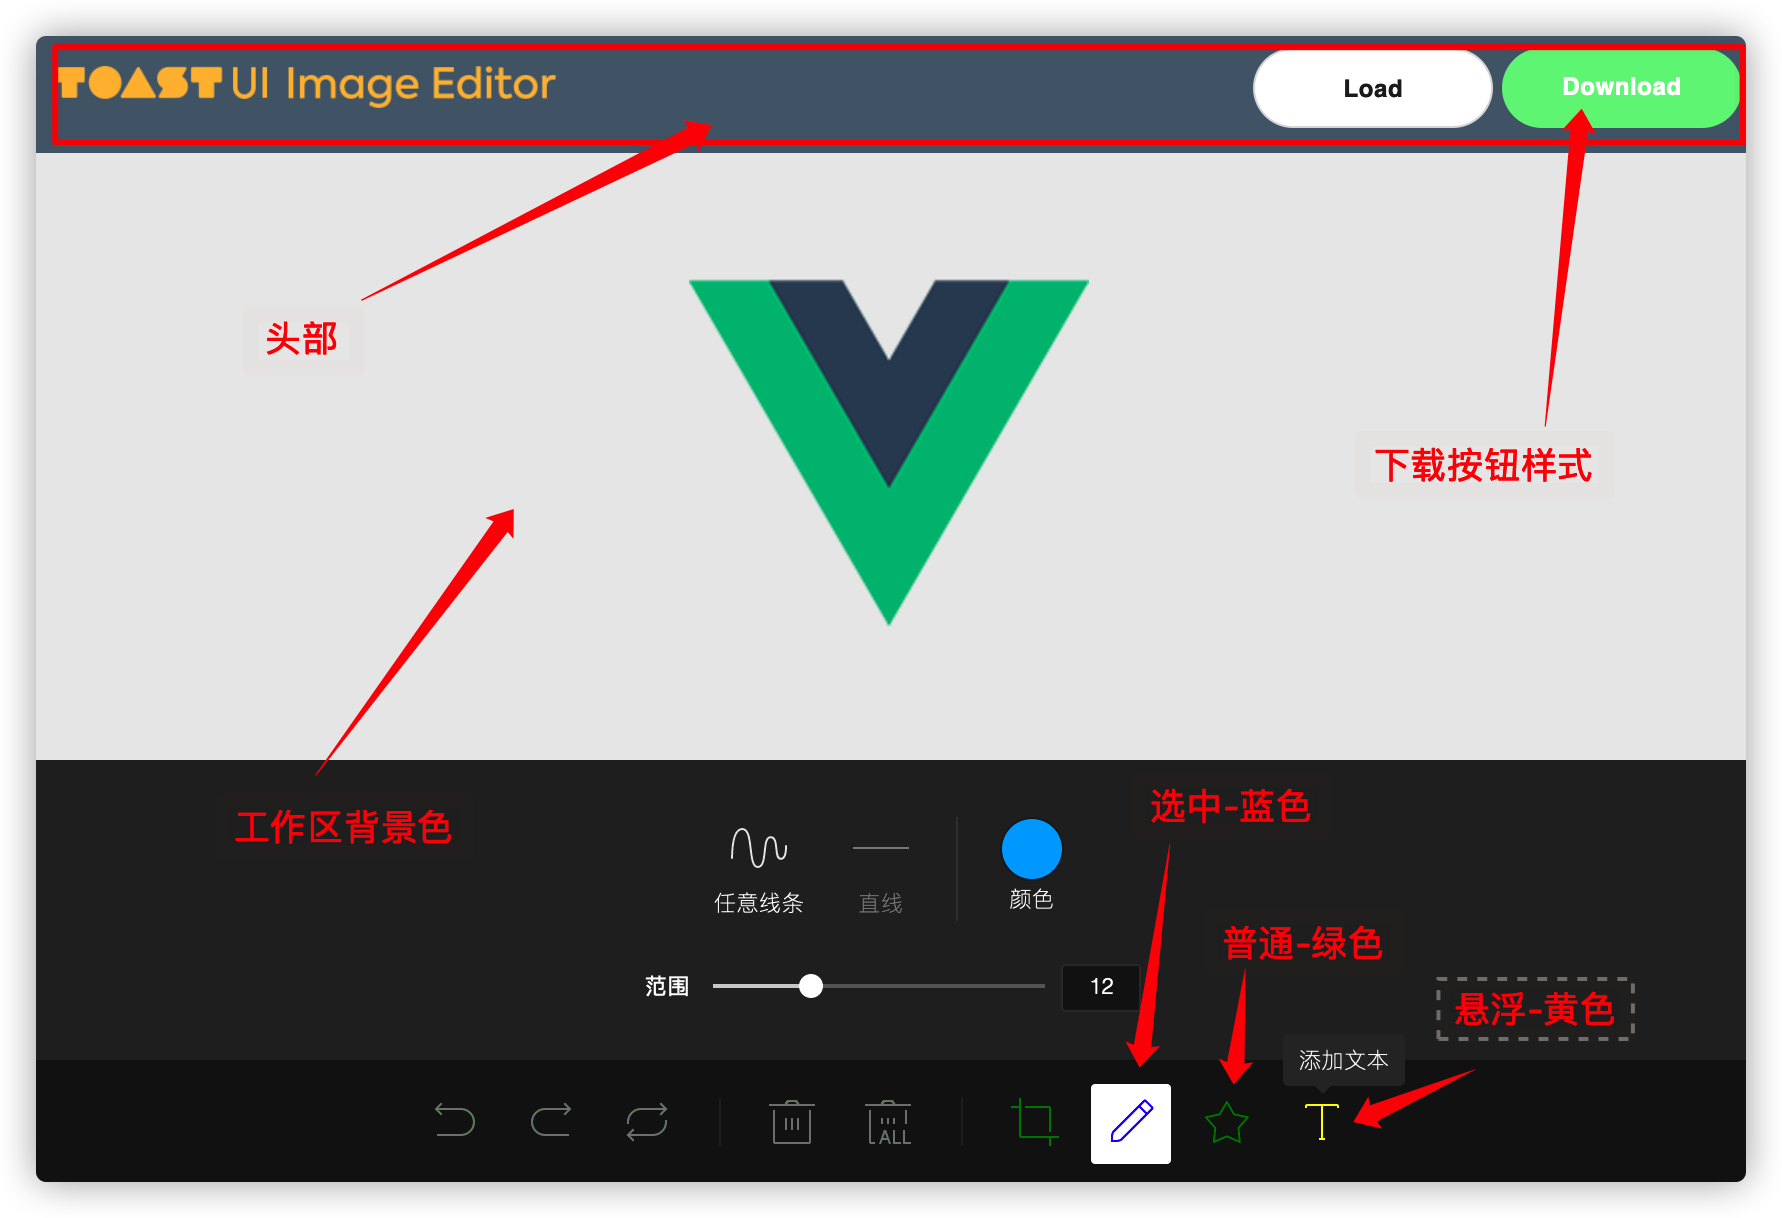 TOAST UI Image Editor
Load
Download
头部
下载按钮样式
工作区背景色
选中-蓝色
任意线条
直线
颜色
普通-绿色
范围
12
悬浮-黄色
添加文本
ALL